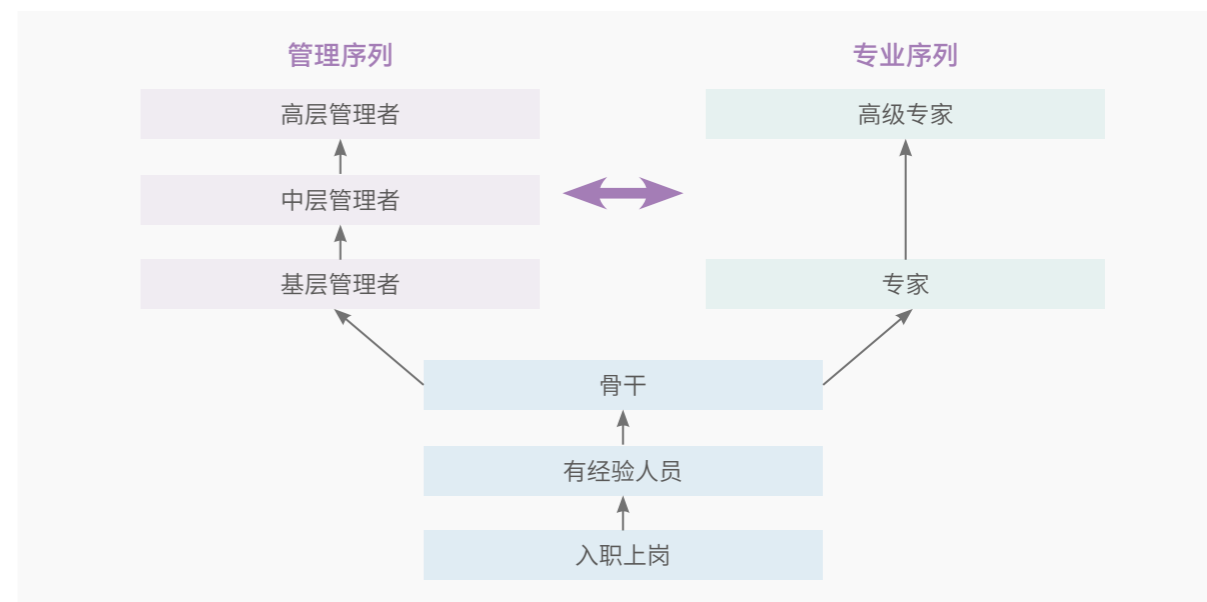 管理序列
专业序列
高层管理者
高级专家
中层管理者
基层管理者
专家
骨干
有经验人员
入职上岗